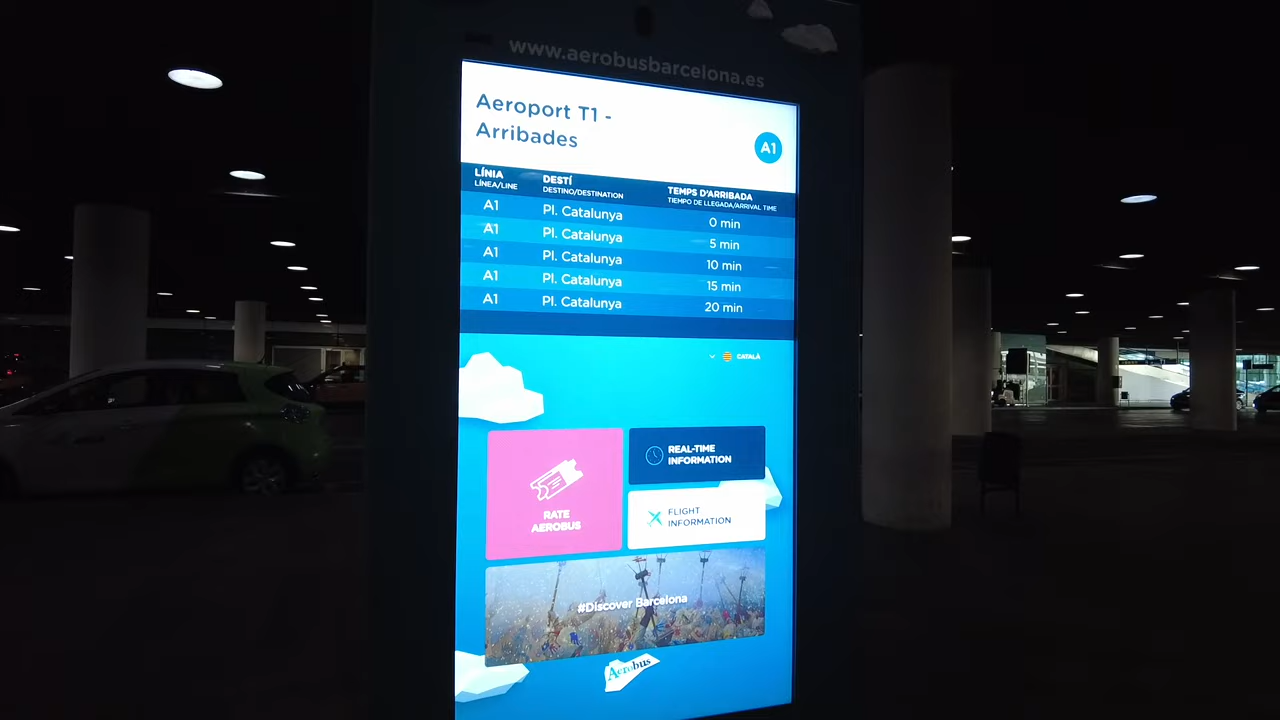 www.aerobusbarcelona.es
Aeroport T1 -
Arribades
A1
LÍNIA DESTÍ TEMPS D'ARRIBADA
LÍNEA/LINE DESTINO/DESTINATION TIEMPO DE LLEGADA/ARRIVAL TIME
A1 Pl. Catalunya 0 min
A1 Pl. Catalunya 5 min
A1 Pl. Catalunya 10 min
A1 Pl. Catalunya 15 min
A1 Pl. Catalunya 20 min
CATALÀ
RATE
AEROBUS
REAL-TIME
INFORMATION
FLIGHT
INFORMATION
#Discover Barcelona
Aerobus